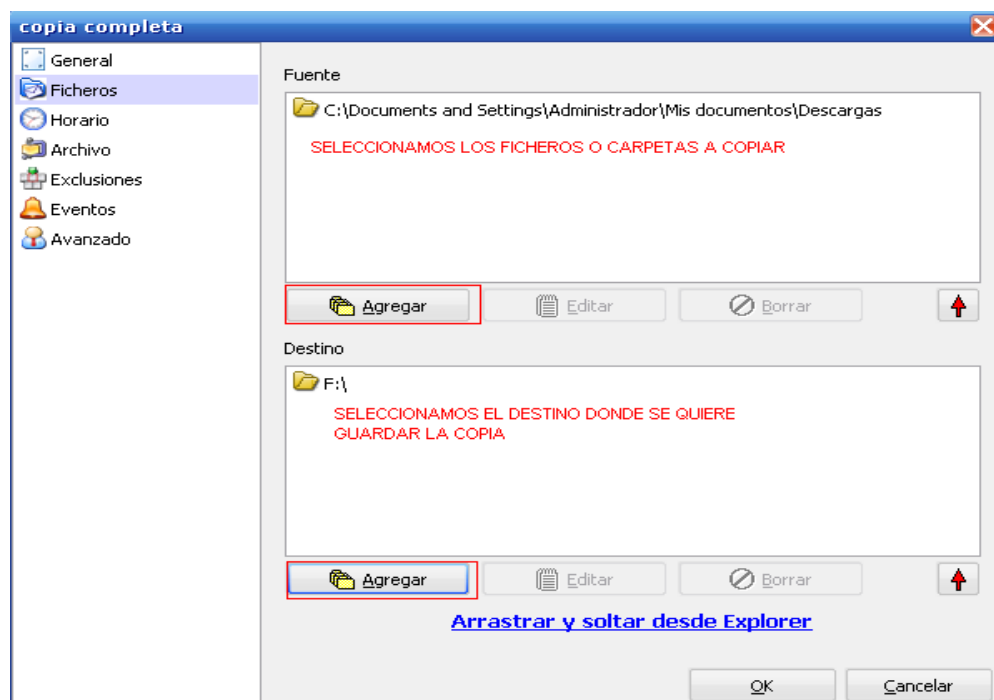 copia completa
General
Ficheros
Horario
Archivo
Exclusiones
Eventos
Avanzado
Fuente
C:\Documents and Settings\Administrador\Mis documentos\Descargas
SELECCIONAMOS LOS FICHEROS O CARPETAS A COPIAR
Agregar
Editar
Borrar
Destino
F:\
SELECCIONAMOS EL DESTINO DONDE SE QUIERE
GUARDAR LA COPIA
Agregar
Editar
Borrar
Arrastrar y soltar desde Explorer
OK
Cancelar